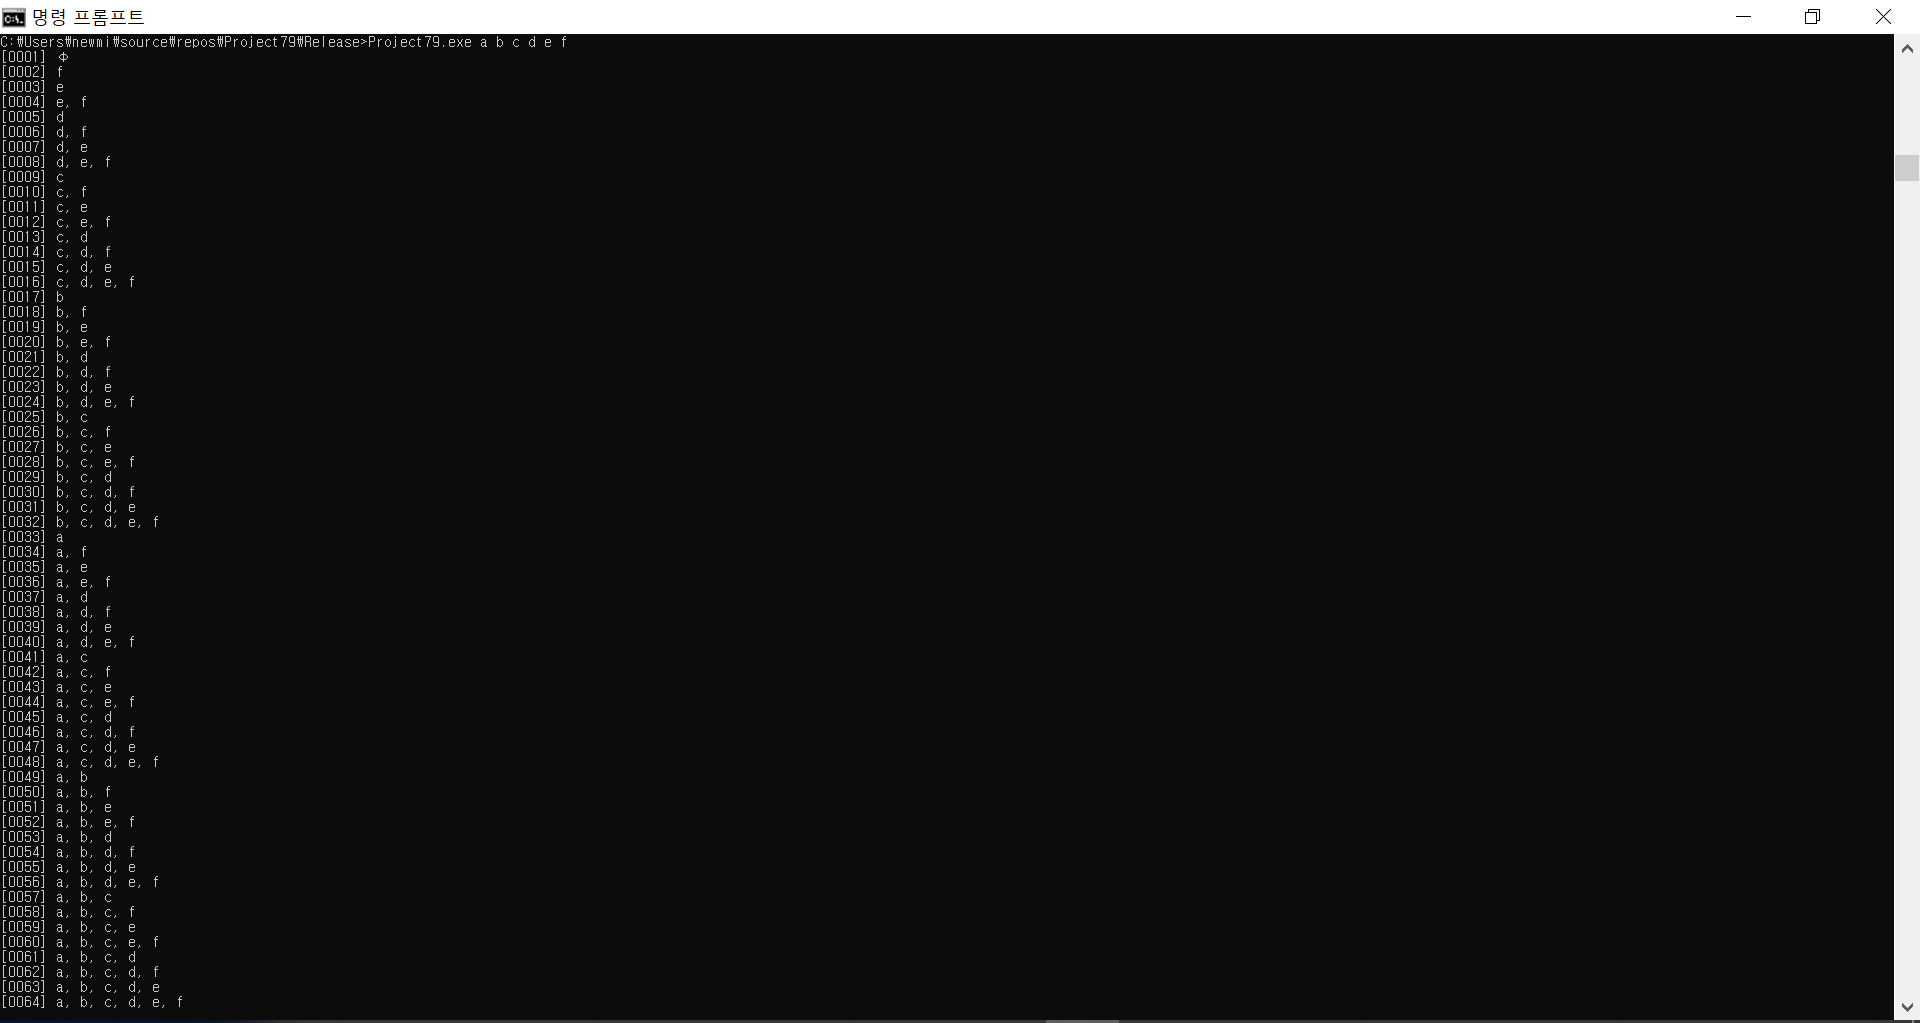 명령 프롬프트
C:₩Users₩newmi₩source₩repos₩Project79₩Release>Project79.exe a b c d e f
[0001] Φ
[0002] f
[0003] e
[0004] e, f
[0005] d
[0006] d, f
[0007] d, e
[0008] d, e, f
[0009] c
[0010] c, f
[0011] c, e
[0012] c, e, f
[0013] c, d
[0014] c, d, f
[0015] c, d, e
[0016] c, d, e, f
[0017] b
[0018] b, f
[0019] b, e
[0020] b, e, f
[0021] b, d
[0022] b, d, f
[0023] b, d, e
[0024] b, d, e, f
[0025] b, c
[0026] b, c, f
[0027] b, c, e
[0028] b, c, e, f
[0029] b, c, d
[0030] b, c, d, f
[0031] b, c, d, e
[0032] b, c, d, e, f
[0033] a
[0034] a, f
[0035] a, e
[0036] a, e, f
[0037] a, d
[0038] a, d, f
[0039] a, d, e
[0040] a, d, e, f
[0041] a, c
[0042] a, c, f
[0043] a, c, e
[0044] a, c, e, f
[0045] a, c, d
[0046] a, c, d, f
[0047] a, c, d, e
[0048] a, c, d, e, f
[0049] a, b
[0050] a, b, f
[0051] a, b, e
[0052] a, b, e, f
[0053] a, b, d
[0054] a, b, d, f
[0055] a, b, d, e
[0056] a, b, d, e, f
[0057] a, b, c
[0058] a, b, c, f
[0059] a, b, c, e
[0060] a, b, c, e, f
[0061] a, b, c, d
[0062] a, b, c, d, f
[0063] a, b, c, d, e
[0064] a, b, c, d, e, f